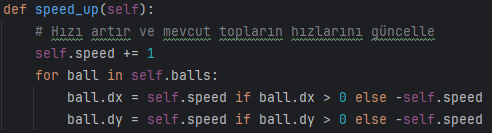 def speed_up(self):
    # Hızı artır ve mevcut topların hızlarını güncelle
    self.speed += 1
    for ball in self.balls:
        ball.dx = self.speed if ball.dx > 0 else -self.speed
        ball.dy = self.speed if ball.dy > 0 else -self.speed